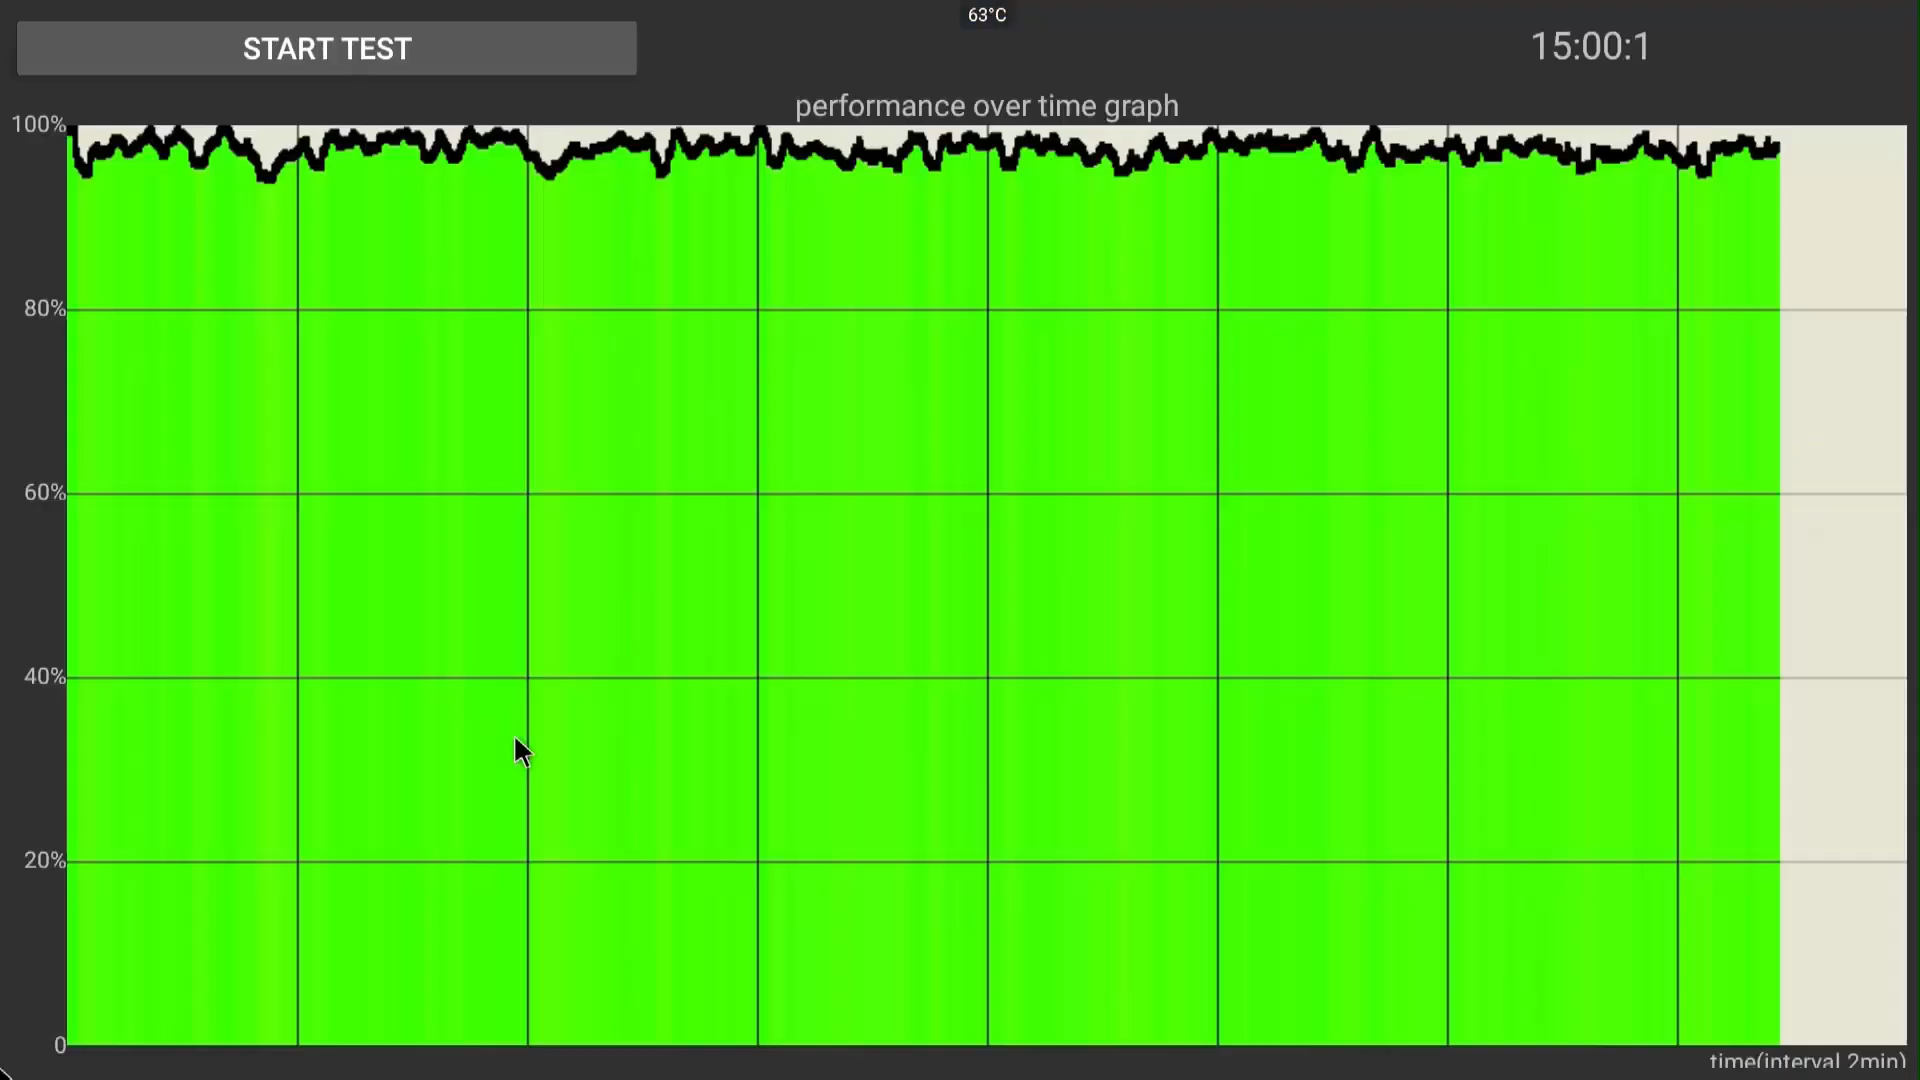 63°C
START TEST
15:00:1
performance over time graph
100%
80%
60%
40%
20%
0
time(interval 2min)